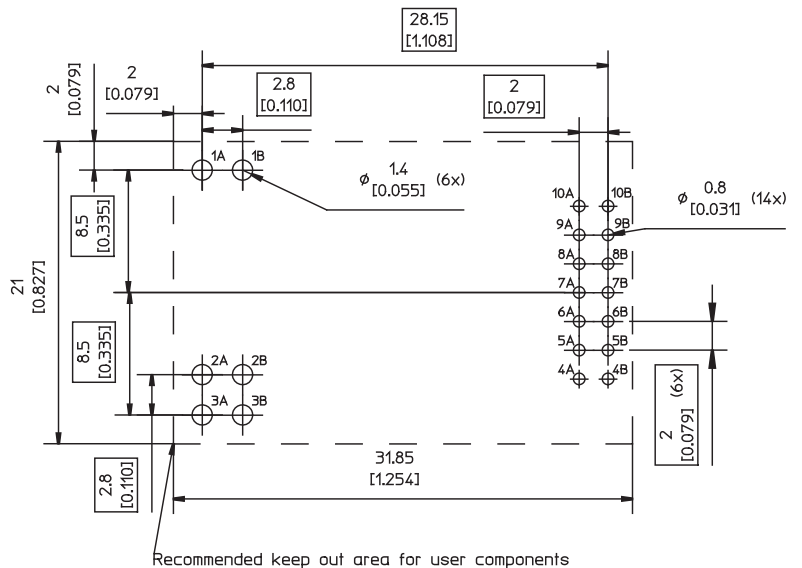 28.15
[1.108]
2
[0.079]
2
[0.079]
2.8
[0.110]
2
[0.079]
1A
1B
ø 1.4 (6x)
[0.055]
10A
10B
ø 0.8 (14x)
[0.031]
9A
9B
8.5
[0.335]
8A
8B
21
[0.827]
7A
7B
6A
6B
8.5
[0.335]
5A
5B
2A
2B
4A
4B
3A
3B
2 (6x)
[0.079]
31.85
[1.254]
2.8
[0.110]
Recommended keep out area for user components